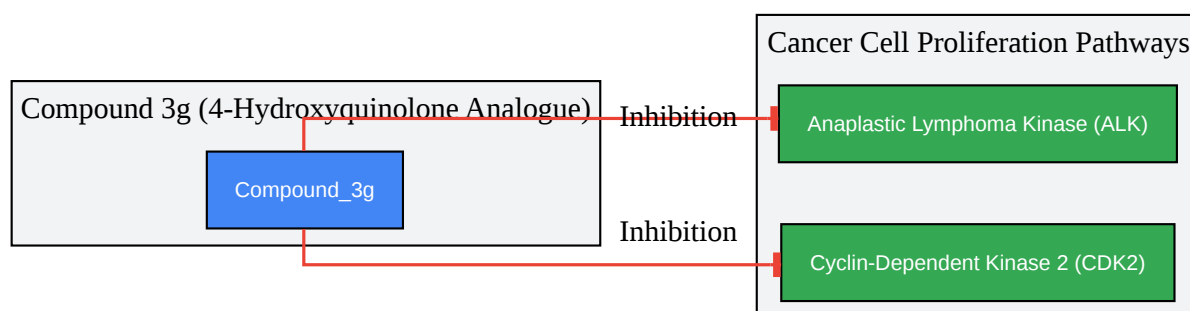 Cancer Cell Proliferation Pathways
Compound 3g (4-Hydroxyquinolone Analogue)
Inhibition
Anaplastic Lymphoma Kinase (ALK)
Compound_3g
Inhibition
Cyclin-Dependent Kinase 2 (CDK2)